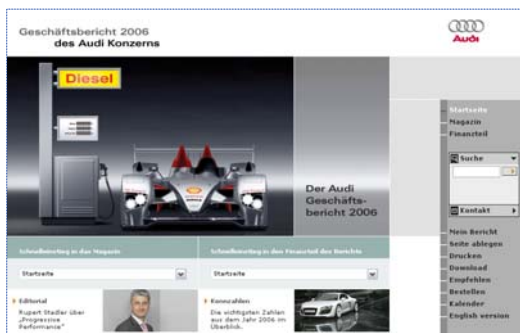 Geschäftsbericht 2006
des Audi Konzerns
Audi
Diesel
Der Audi
Geschäfts-
bericht 2006
Startseite
Magazin
Finanzteil
Suche
Kontakt
Mein Bericht
Seite ablegen
Drucken
Download
Empfehlen
Bestellen
Kalender
English version
Schnelleinstieg in das Magazin
Startseite
Schnelleinstieg in den Finanzteil des Berichts
Startseite
Editorial
Rupert Stadler über
„Progressive
Performance“
Kennzahlen
Die wichtigsten Zahlen
aus dem Jahr 2006 im
Überblick.